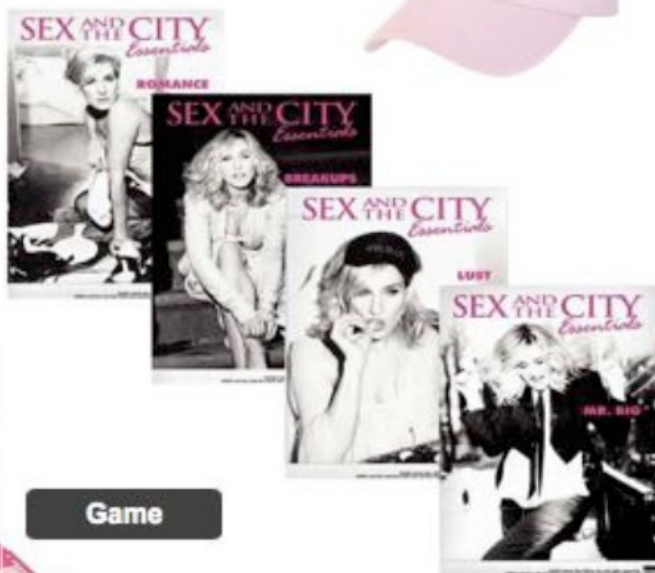 SEX AND THE CITY
Essentials
ROMANCE
SEX AND THE CITY
Essentials
BREAKUPS
SEX AND THE CITY
Essentials
LUST
SEX AND THE CITY
Essentials
MR. BIG
Game